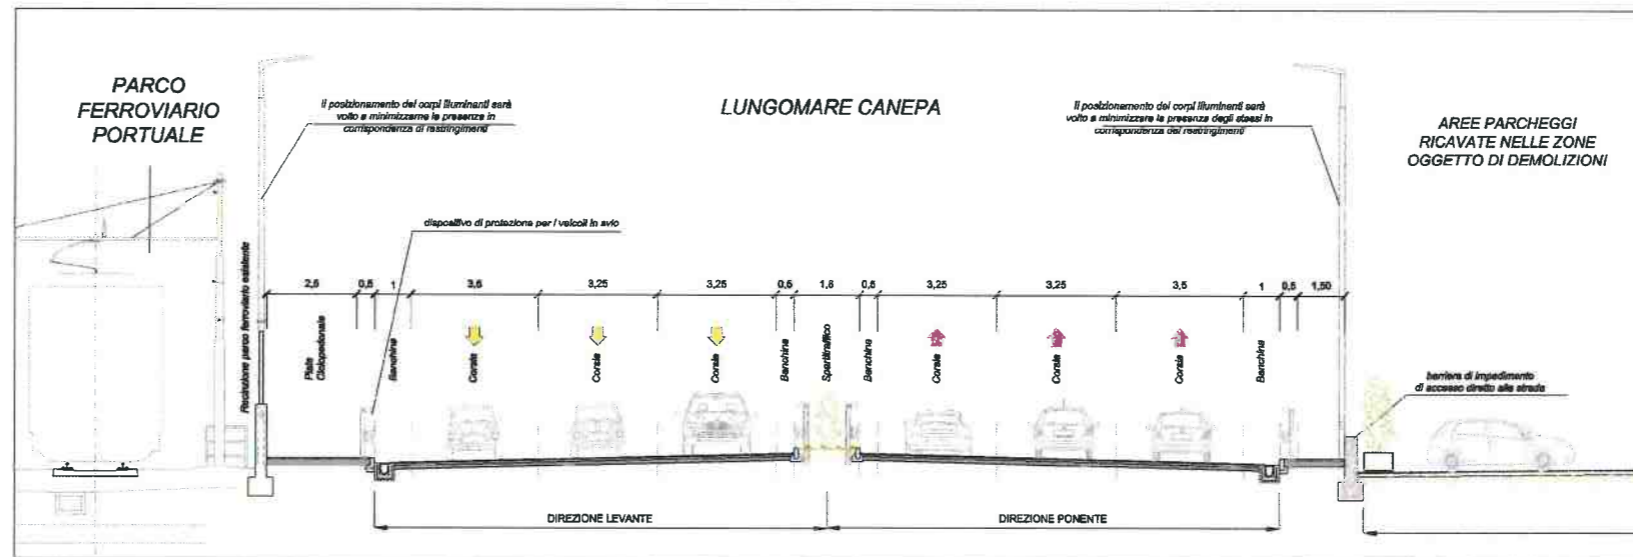 PARCO
FERROVIARIO
PORTUALE
Il posizionamento dei corpi illuminanti sarà
volto a minimizzarne la presenza in
corrispondenza di restringimenti
LUNGOMARE CANEPA
Il posizionamento dei corpi illuminanti sarà
volto a minimizzare la presenza degli stessi in
corrispondenza dei restringimenti
AREE PARCHEGGI
RICAVATE NELLE ZONE
OGGETTO DI DEMOLIZIONI
dispositivo di protezione per i veicoli in svio
Recinzione parco ferroviario esistente
2,5 0,5 1 3,5 3,25 3,25 0,5 1,8 0,5 3,25 3,25 3,5 1 0,5 1,50
Pista
Ciclopedonale
Banchina
Corsia
Corsia
Corsia
Banchina
Spartitraffico
Banchina
Corsia
Corsia
Corsia
Banchina
barriera di impedimento
di accesso diretto alla strada
DIREZIONE LEVANTE
DIREZIONE PONENTE